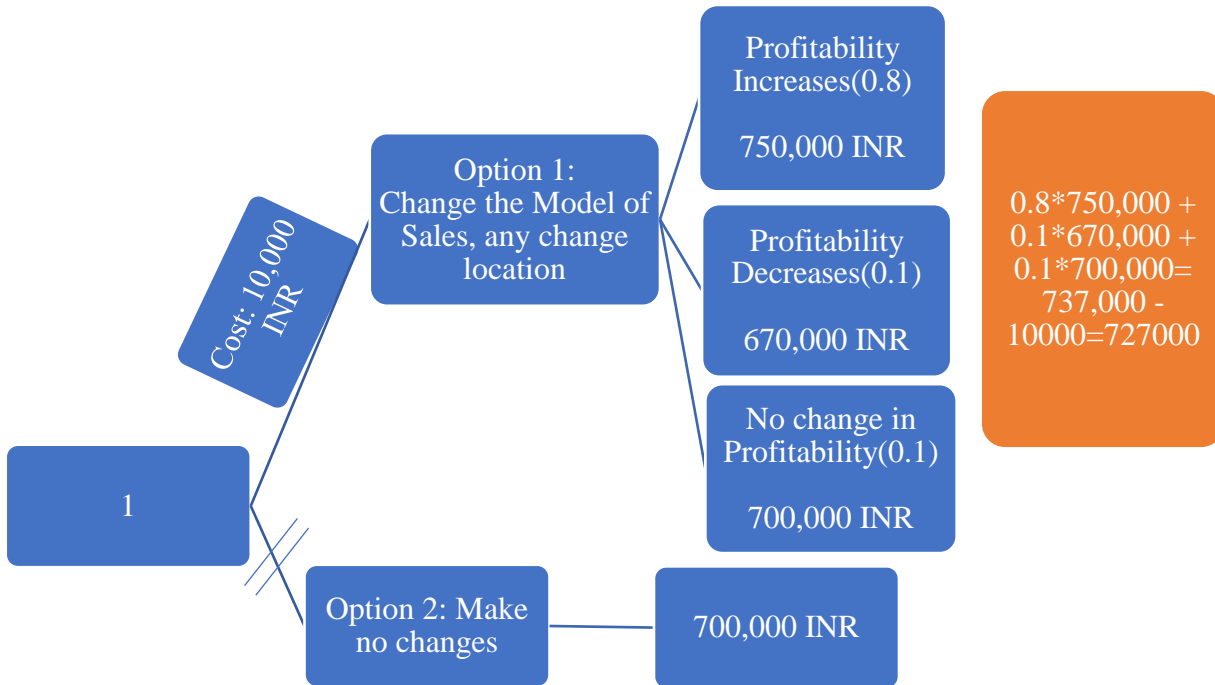 Profitability
Increases(0.8)
750,000 INR
Option 1:
Change the Model of
Sales, any change
location
Cost: 10,000
INR
Profitability
Decreases(0.1)
670,000 INR
0.8*750,000 +
0.1*670,000 +
0.1*700,000=
737,000 -
10000=727000
No change in
Profitability(0.1)
700,000 INR
1
Option 2: Make
no changes
700,000 INR